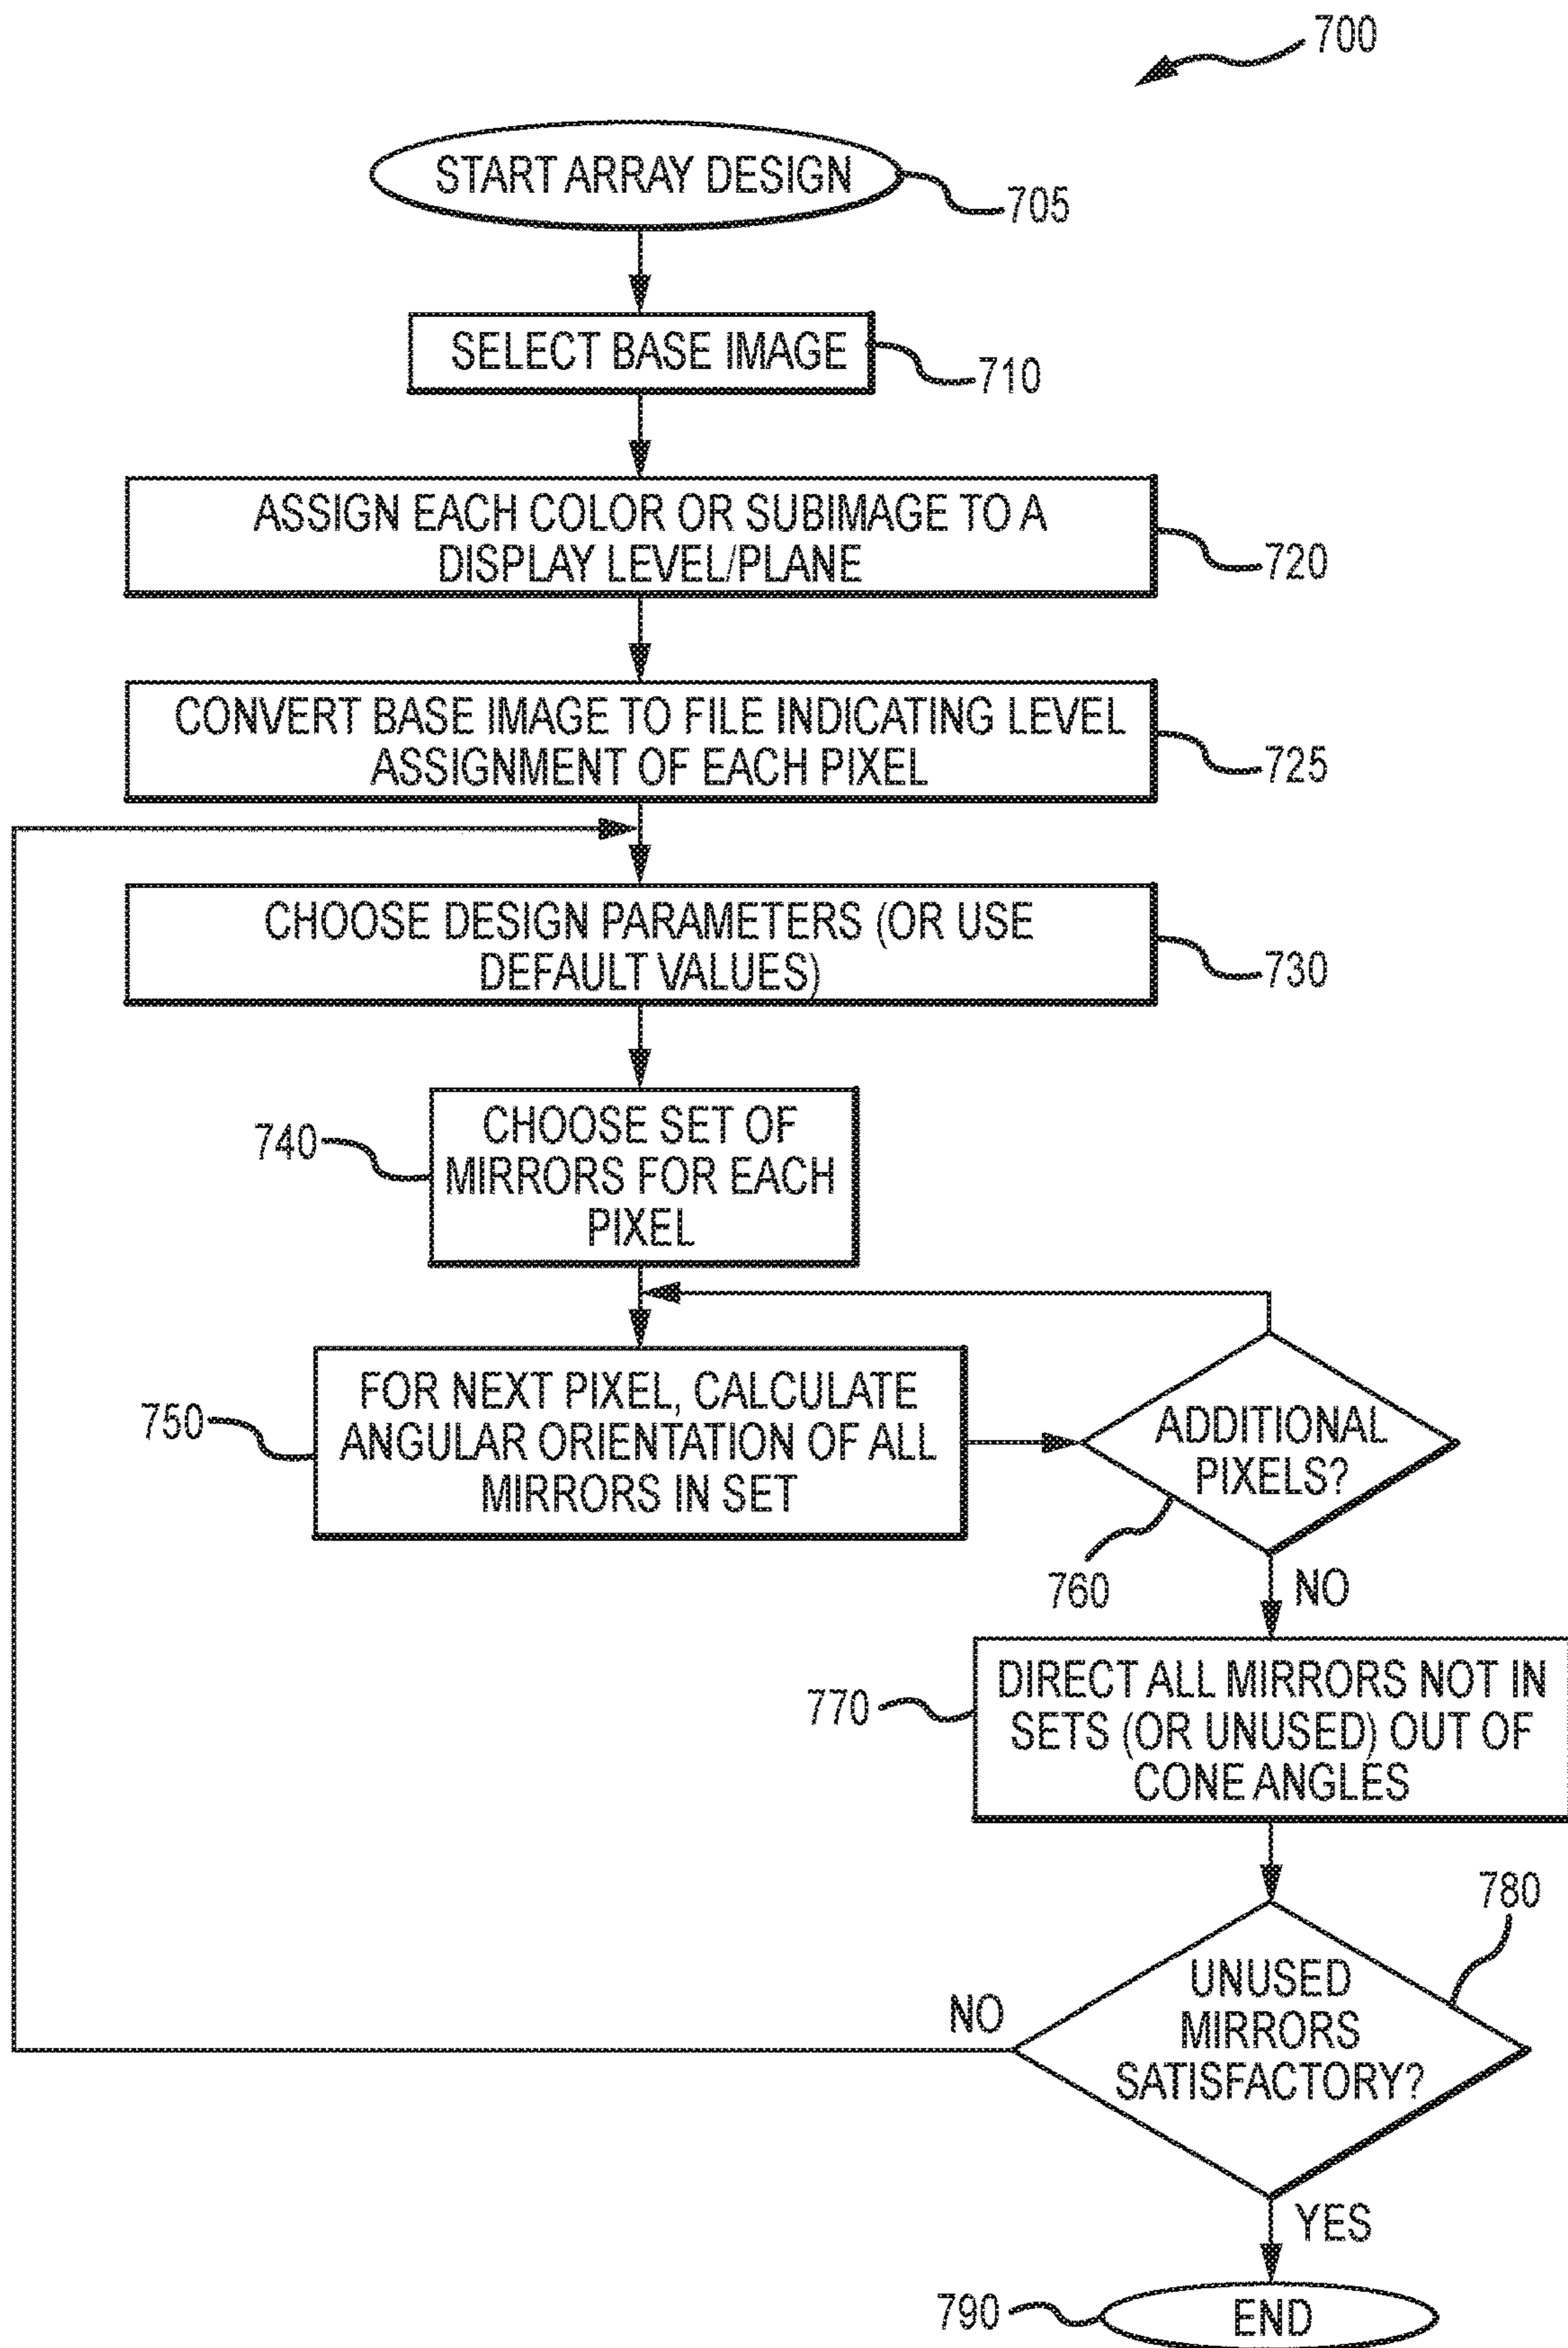 700
START ARRAY DESIGN
705
SELECT BASE IMAGE
710
ASSIGN EACH COLOR OR SUBIMAGE TO A
DISPLAY LEVEL/PLANE
720
CONVERT BASE IMAGE TO FILE INDICATING LEVEL
ASSIGNMENT OF EACH PIXEL
725
CHOOSE DESIGN PARAMETERS (OR USE
DEFAULT VALUES)
730
740
CHOOSE SET OF
MIRRORS FOR EACH
PIXEL
750
FOR NEXT PIXEL, CALCULATE
ANGULAR ORIENTATION OF ALL
MIRRORS IN SET
ADDITIONAL
PIXELS?
760
NO
770
DIRECT ALL MIRRORS NOT IN
SETS (OR UNUSED) OUT OF
CONE ANGLES
780
UNUSED
MIRRORS
SATISFACTORY?
NO
YES
790
END